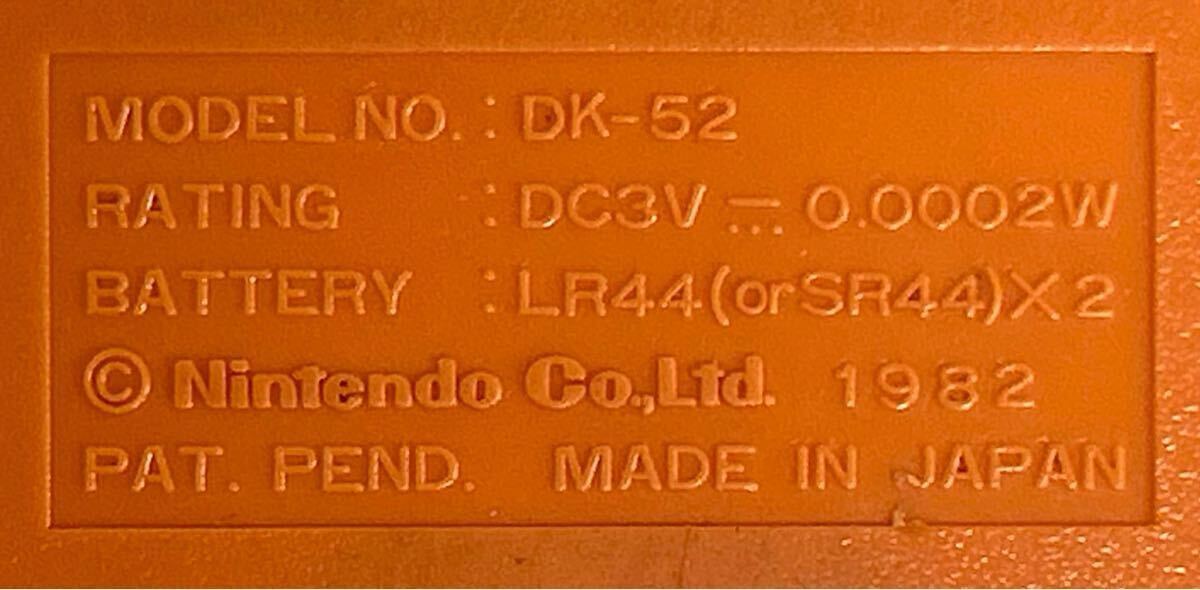 MODEL NO. : DK-52
RATING : DC3V ⎓ 0.0002W
BATTERY : LR44(orSR44)X2
© Nintendo Co.,Ltd. 1982
PAT. PEND. MADE IN JAPAN